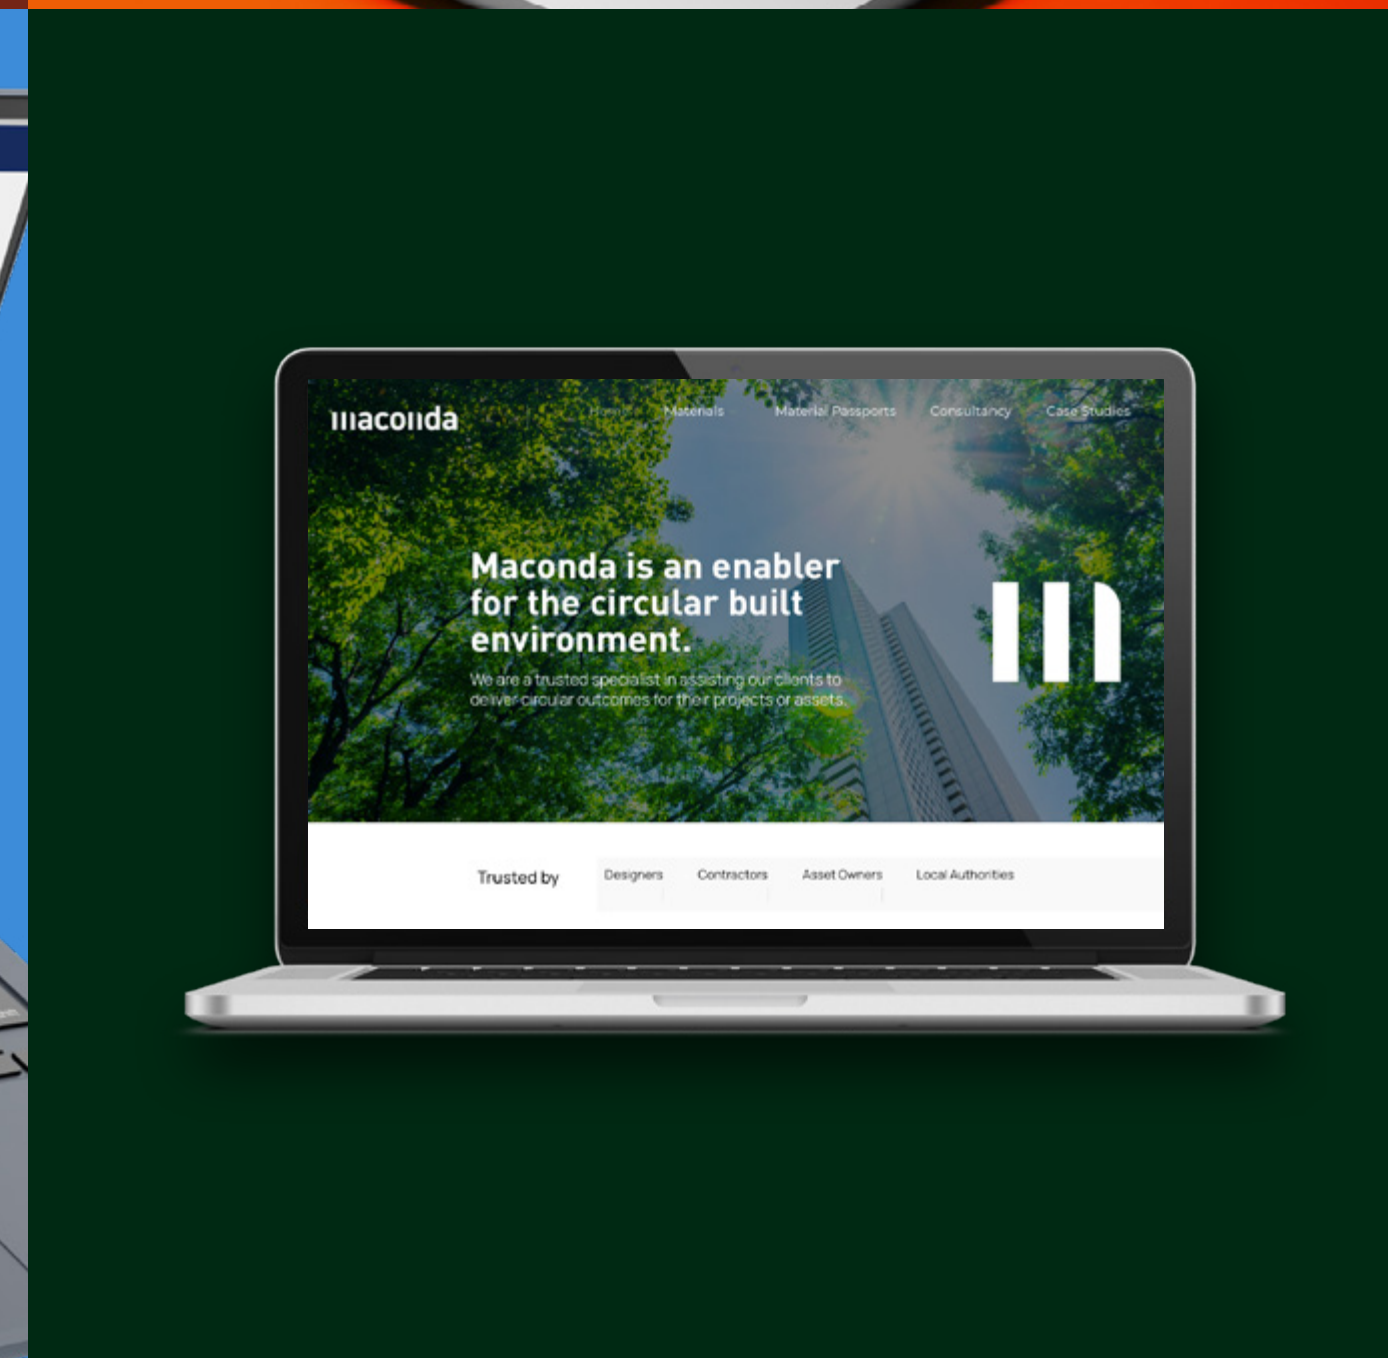 maconda
Home Materials Material Passports Consultancy Case Studies
Maconda is an enabler
for the circular built
environment.
We are a trusted specialist in assisting our clients to
deliver circular outcomes for their projects or assets.
m
Trusted by
Designers Contractors Asset Owners Local Authorities